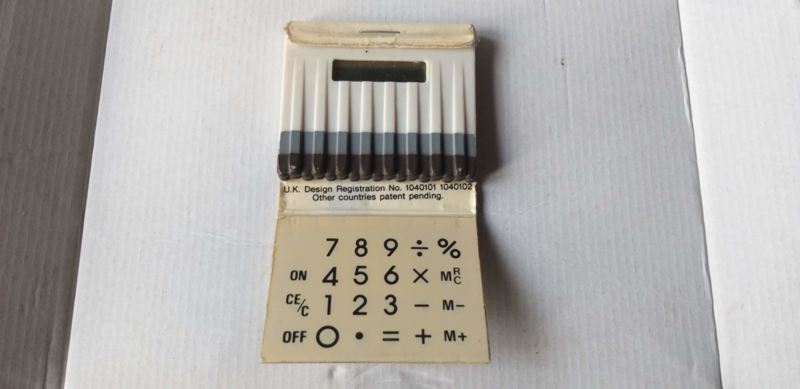 U.K. Design Registration No. 1040101 1040102
Other countries patent pending.
7 8 9 ÷ %
ON 4 5 6 × MRC
CE/C 1 2 3 − M−
OFF 0 • = + M+